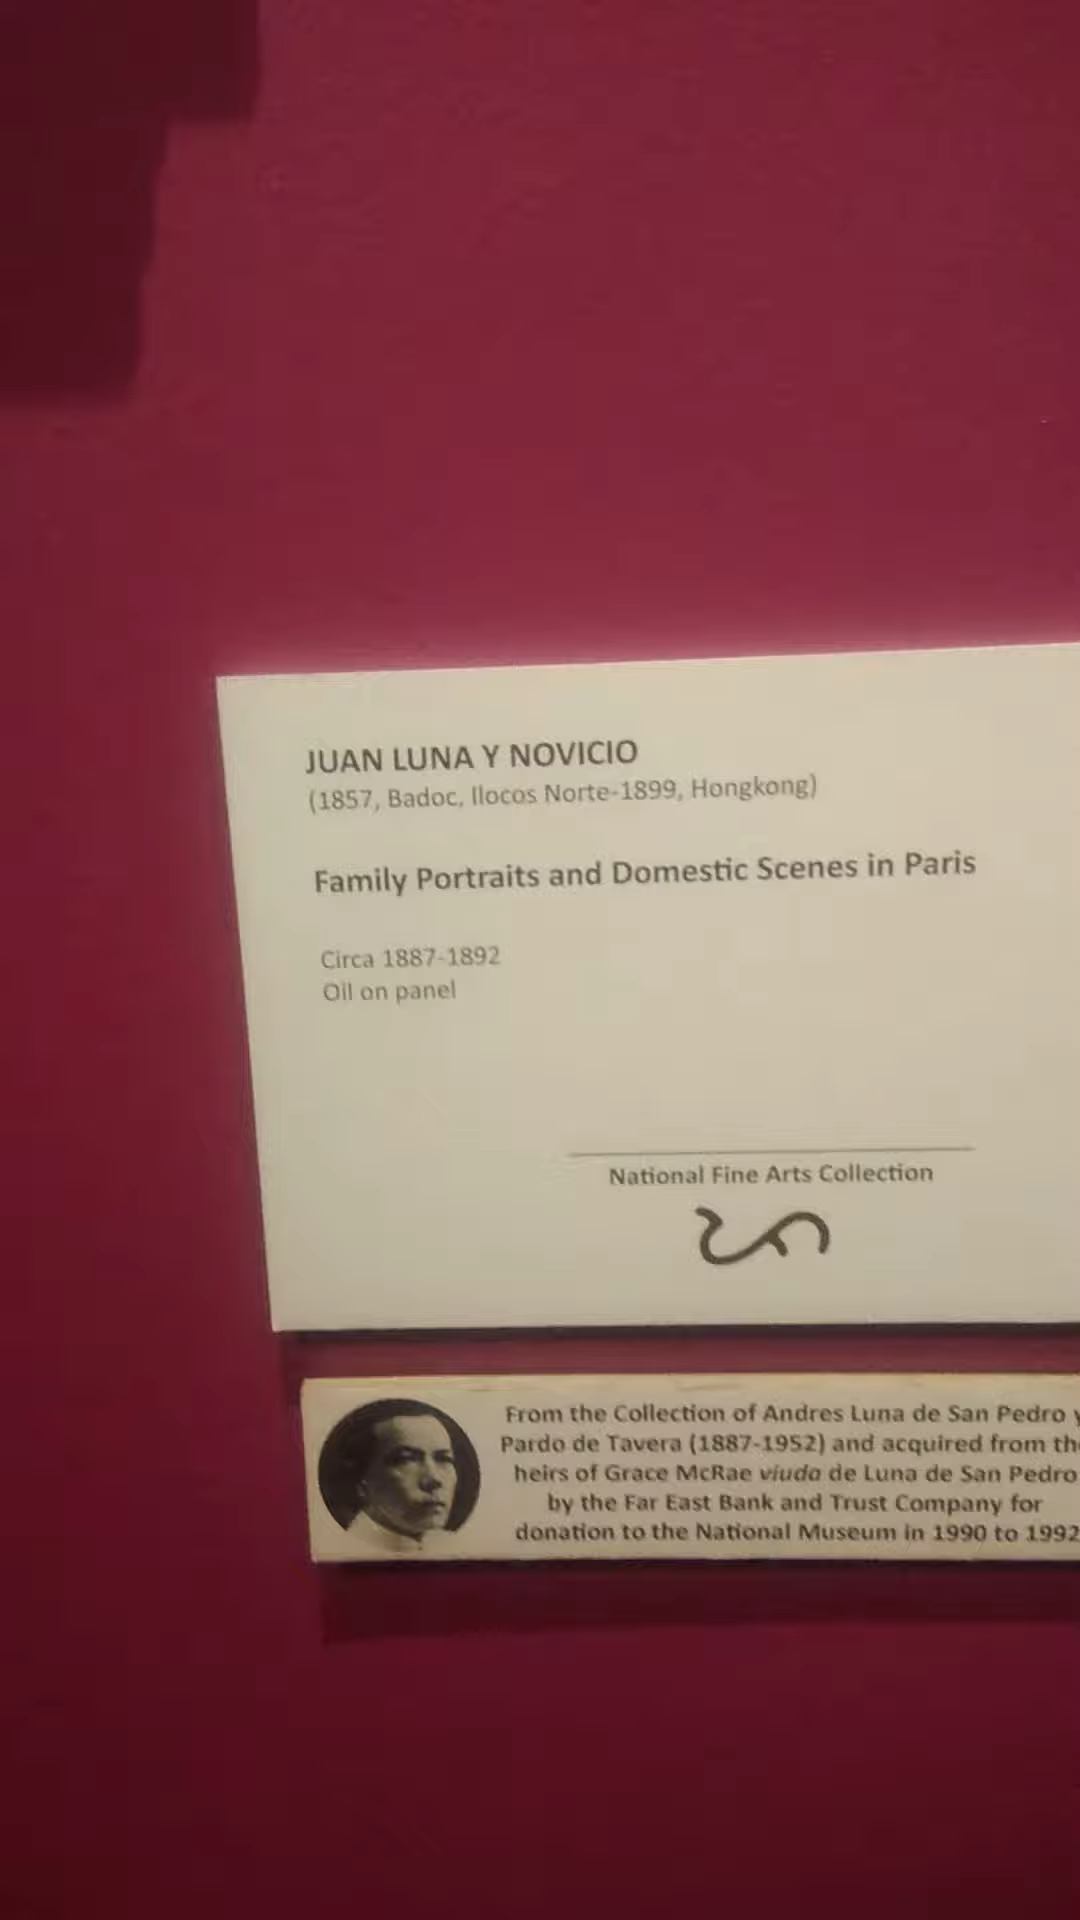 JUAN LUNA Y NOVICIO
(1857, Badoc, Ilocos Norte-1899, Hongkong)
Family Portraits and Domestic Scenes in Paris
Circa 1887-1892
Oil on panel
National Fine Arts Collection
From the Collection of Andres Luna de San Pedro y
Pardo de Tavera (1887-1952) and acquired from the
heirs of Grace McRae viuda de Luna de San Pedro
by the Far East Bank and Trust Company for
donation to the National Museum in 1990 to 1992